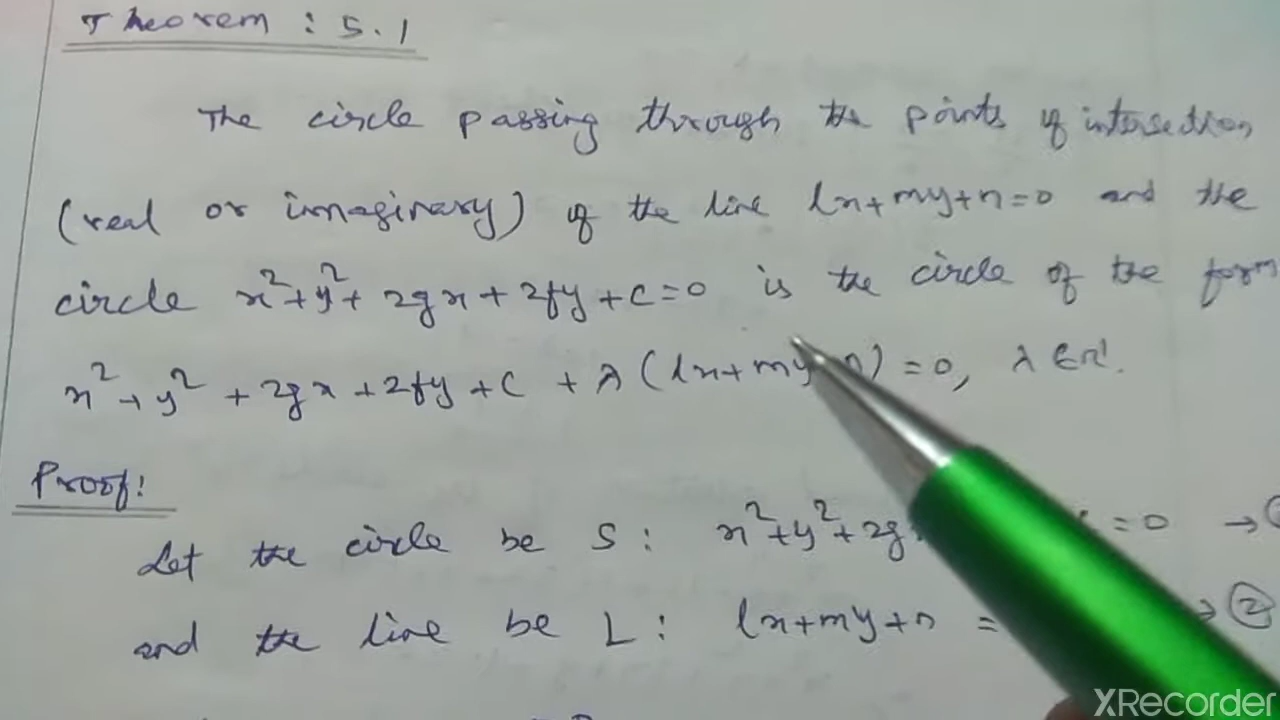 Theorem : 5.1
The circle passing through the points of intersection
(real or imaginary) of the line lx+my+n=0 and the
circle x²+y²+2gx+2fy+c=0 is the circle of the form
x²+y²+2gx+2fy+c+λ(lx+my n)=0, λ∈R'.
Proof:
Let the circle be S: x²+y²+2g =0 →
and the line be L: lx+my+n = → ②
XRecorder